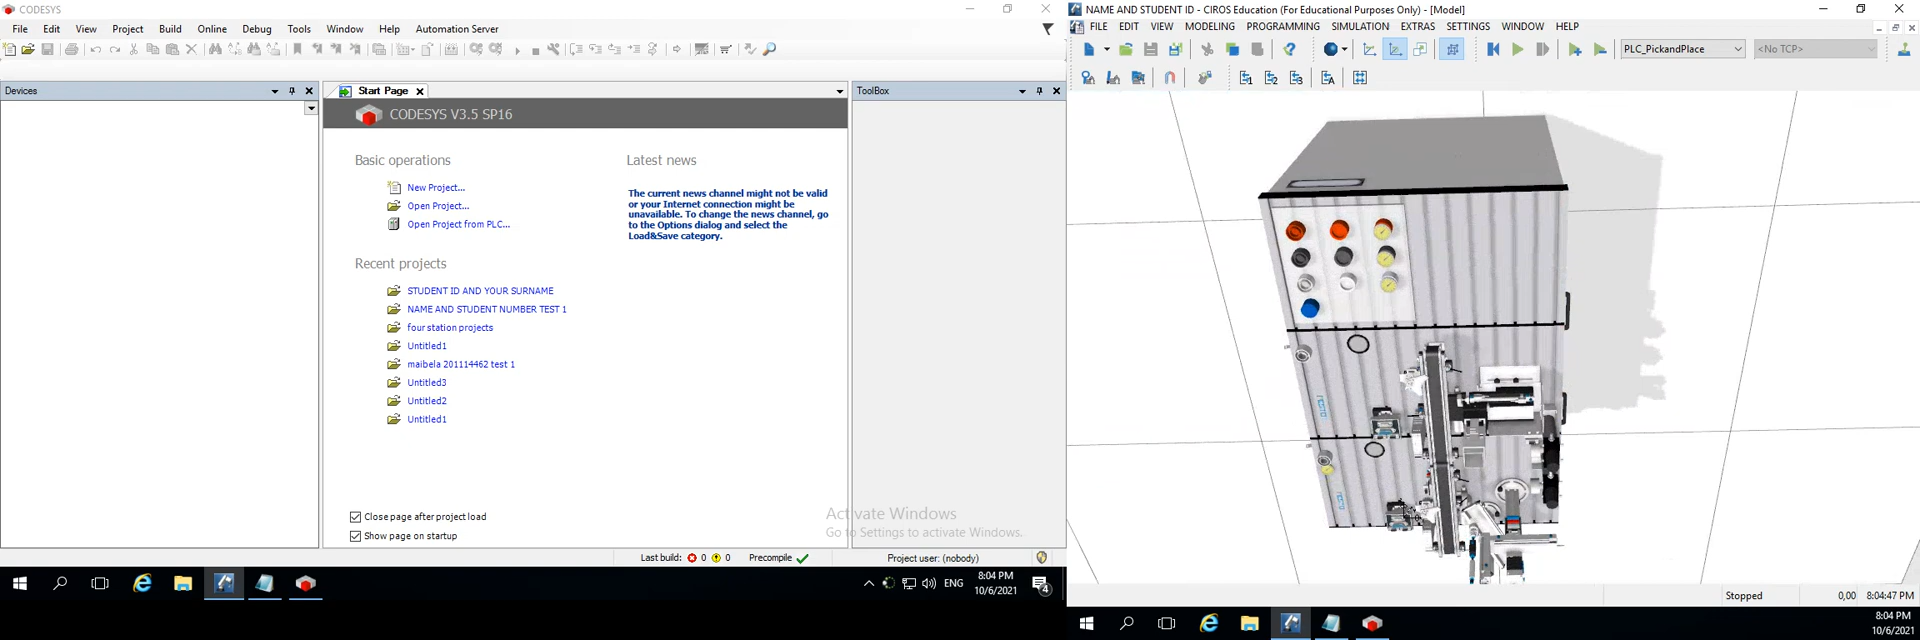 CODESYS
File Edit View Project Build Online Debug Tools Window Help Automation Server
Devices
Start Page
ToolBox
CODESYS V3.5 SP16
Basic operations
New Project...
Open Project...
Open Project from PLC...
Recent projects
STUDENT ID AND YOUR SURNAME
NAME AND STUDENT NUMBER TEST 1
four station projects
Untitled1
maibela 201114462 test 1
Untitled3
Untitled2
Untitled1
Latest news
The current news channel might not be valid
or your Internet connection might be
unavailable. To change the news channel, go
to the Options dialog and select the
Load&Save category.
Close page after project load
Show page on startup
Activate Windows
Go to Settings to activate Windows.
Last build: 0 0 Precompile Project user: (nobody)
ENG
8:04 PM
10/6/2021
4
NAME AND STUDENT ID - CIROS Education (For Educational Purposes Only) - [Model]
FILE EDIT VIEW MODELING PROGRAMMING SIMULATION EXTRAS SETTINGS WINDOW HELP
PLC_PickandPlace
<No TCP>
Stopped 0,00 8:04:47 PM
8:04 PM
10/6/2021